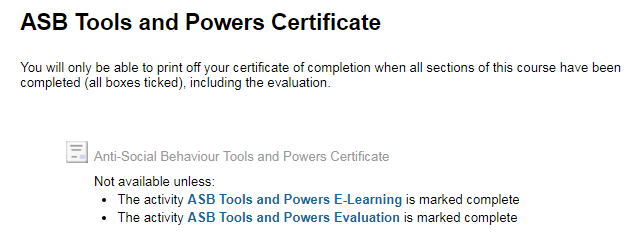 ASB Tools and Powers Certificate
You will only be able to print off your certificate of completion when all sections of this course have been
completed (all boxes ticked), including the evaluation.
Anti-Social Behaviour Tools and Powers Certificate
Not available unless:
• The activity ASB Tools and Powers E-Learning is marked complete
• The activity ASB Tools and Powers Evaluation is marked complete